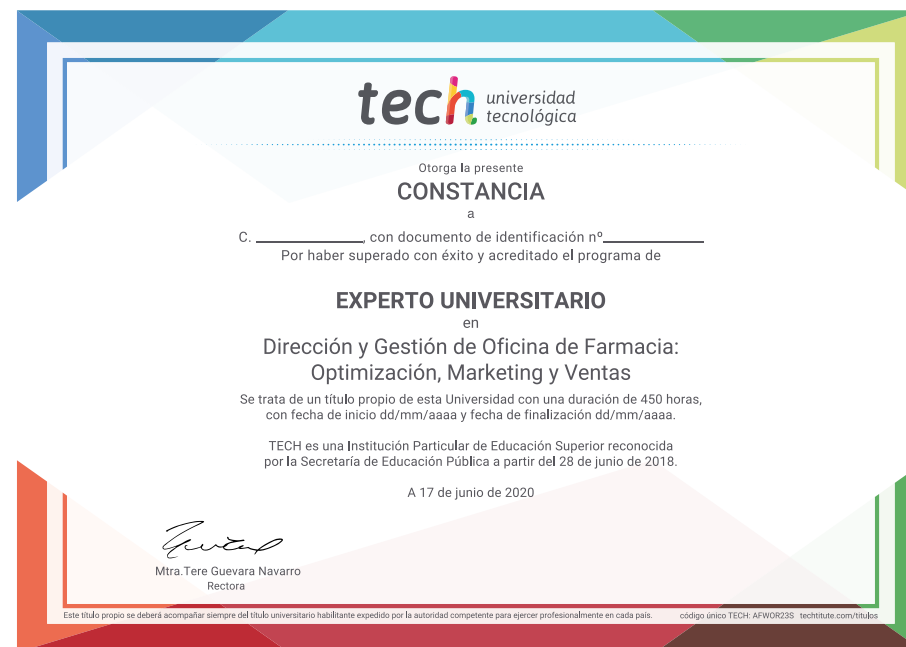 tech universidad
tecnológica
Otorga la presente
CONSTANCIA
a
C. ______________, con documento de identificación nº_____________
Por haber superado con éxito y acreditado el programa de
EXPERTO UNIVERSITARIO
en
Dirección y Gestión de Oficina de Farmacia:
Optimización, Marketing y Ventas
Se trata de un título propio de esta Universidad con una duración de 450 horas,
con fecha de inicio dd/mm/aaaa y fecha de finalización dd/mm/aaaa.
TECH es una Institución Particular de Educación Superior reconocida
por la Secretaría de Educación Pública a partir del 28 de junio de 2018.
A 17 de junio de 2020
Mtra.Tere Guevara Navarro
Rectora
Este título propio se deberá acompañar siempre del título universitario habilitante expedido por la autoridad competente para ejercer profesionalmente en cada país. código único TECH: AFWOR23S techtitute.com/titulos